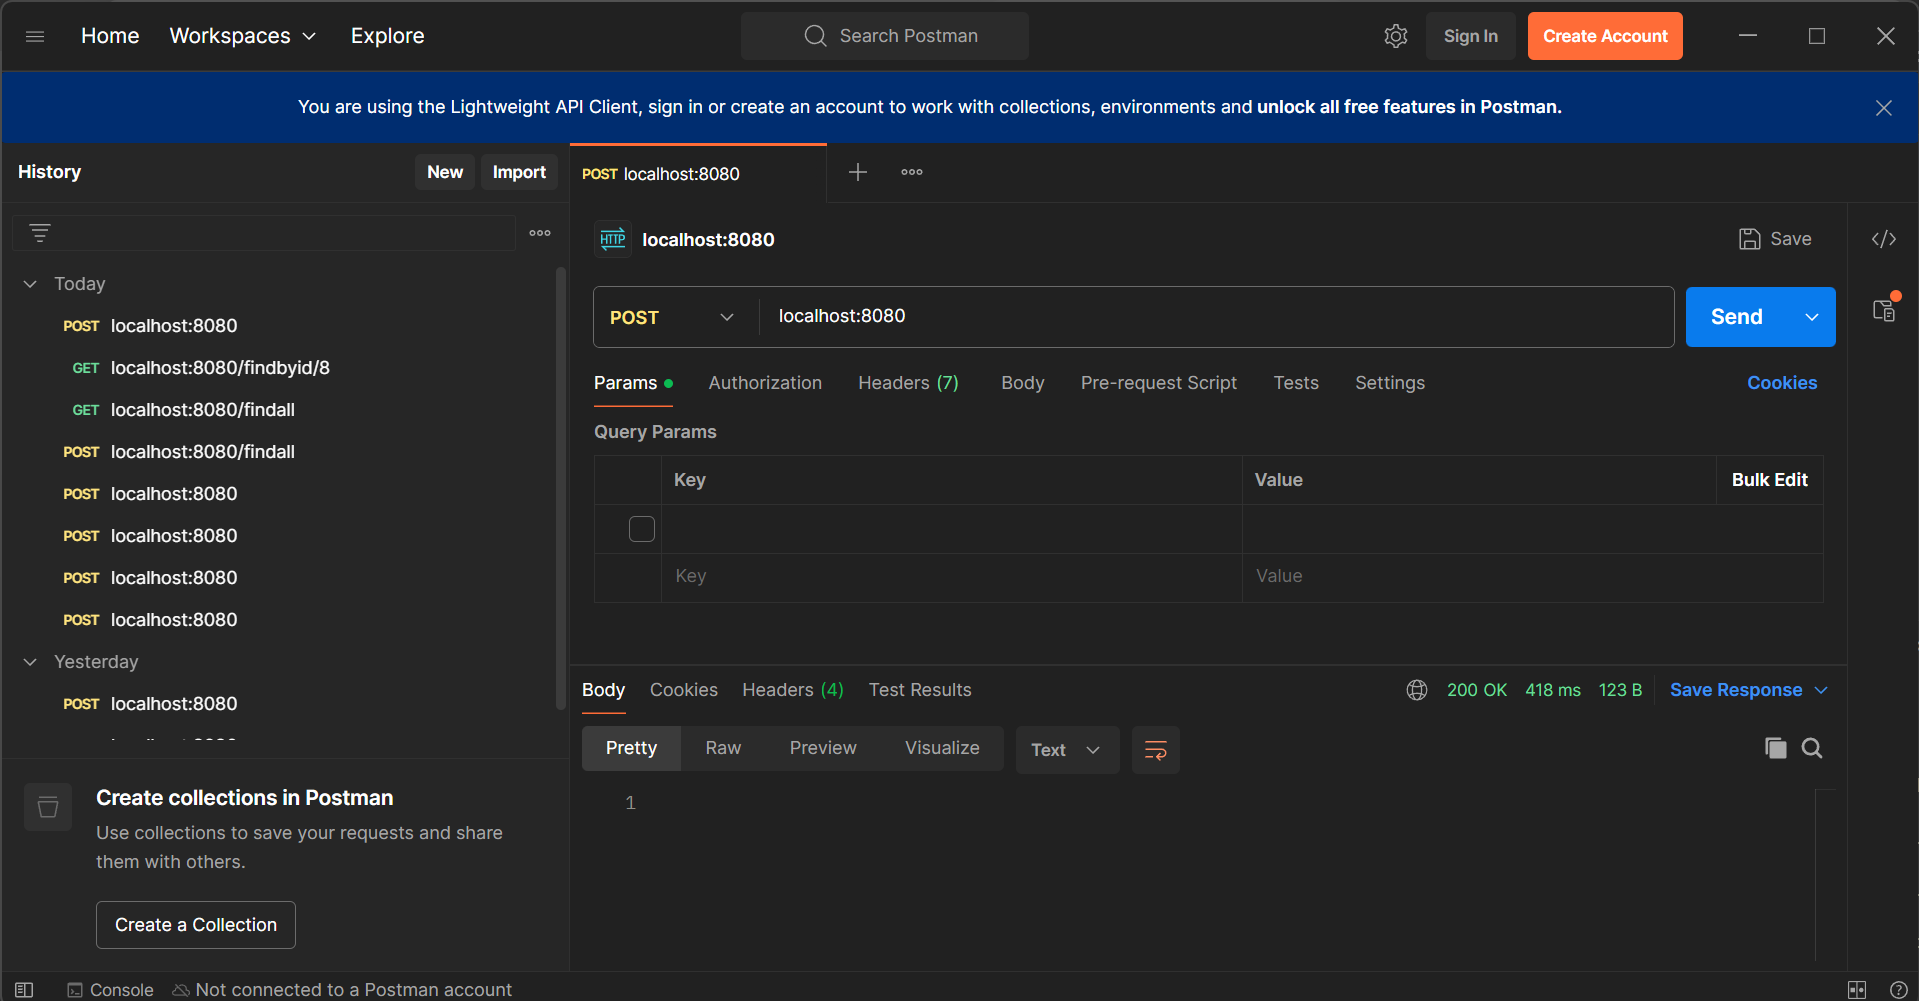 Home Workspaces Explore Search Postman Sign In Create Account
You are using the Lightweight API Client, sign in or create an account to work with collections, environments and unlock all free features in Postman.
History New Import
Today
POST localhost:8080
GET localhost:8080/findbyid/8
GET localhost:8080/findall
POST localhost:8080/findall
POST localhost:8080
POST localhost:8080
POST localhost:8080
POST localhost:8080
Yesterday
POST localhost:8080
Create collections in Postman
Use collections to save your requests and share
them with others.
Create a Collection
POST localhost:8080
HTTP localhost:8080 Save
POST localhost:8080 Send
Params Authorization Headers (7) Body Pre-request Script Tests Settings Cookies
Query Params
Key Value Bulk Edit
Key Value
Body Cookies Headers (4) Test Results 200 OK 418 ms 123 B Save Response
Pretty Raw Preview Visualize Text
1
Console Not connected to a Postman account